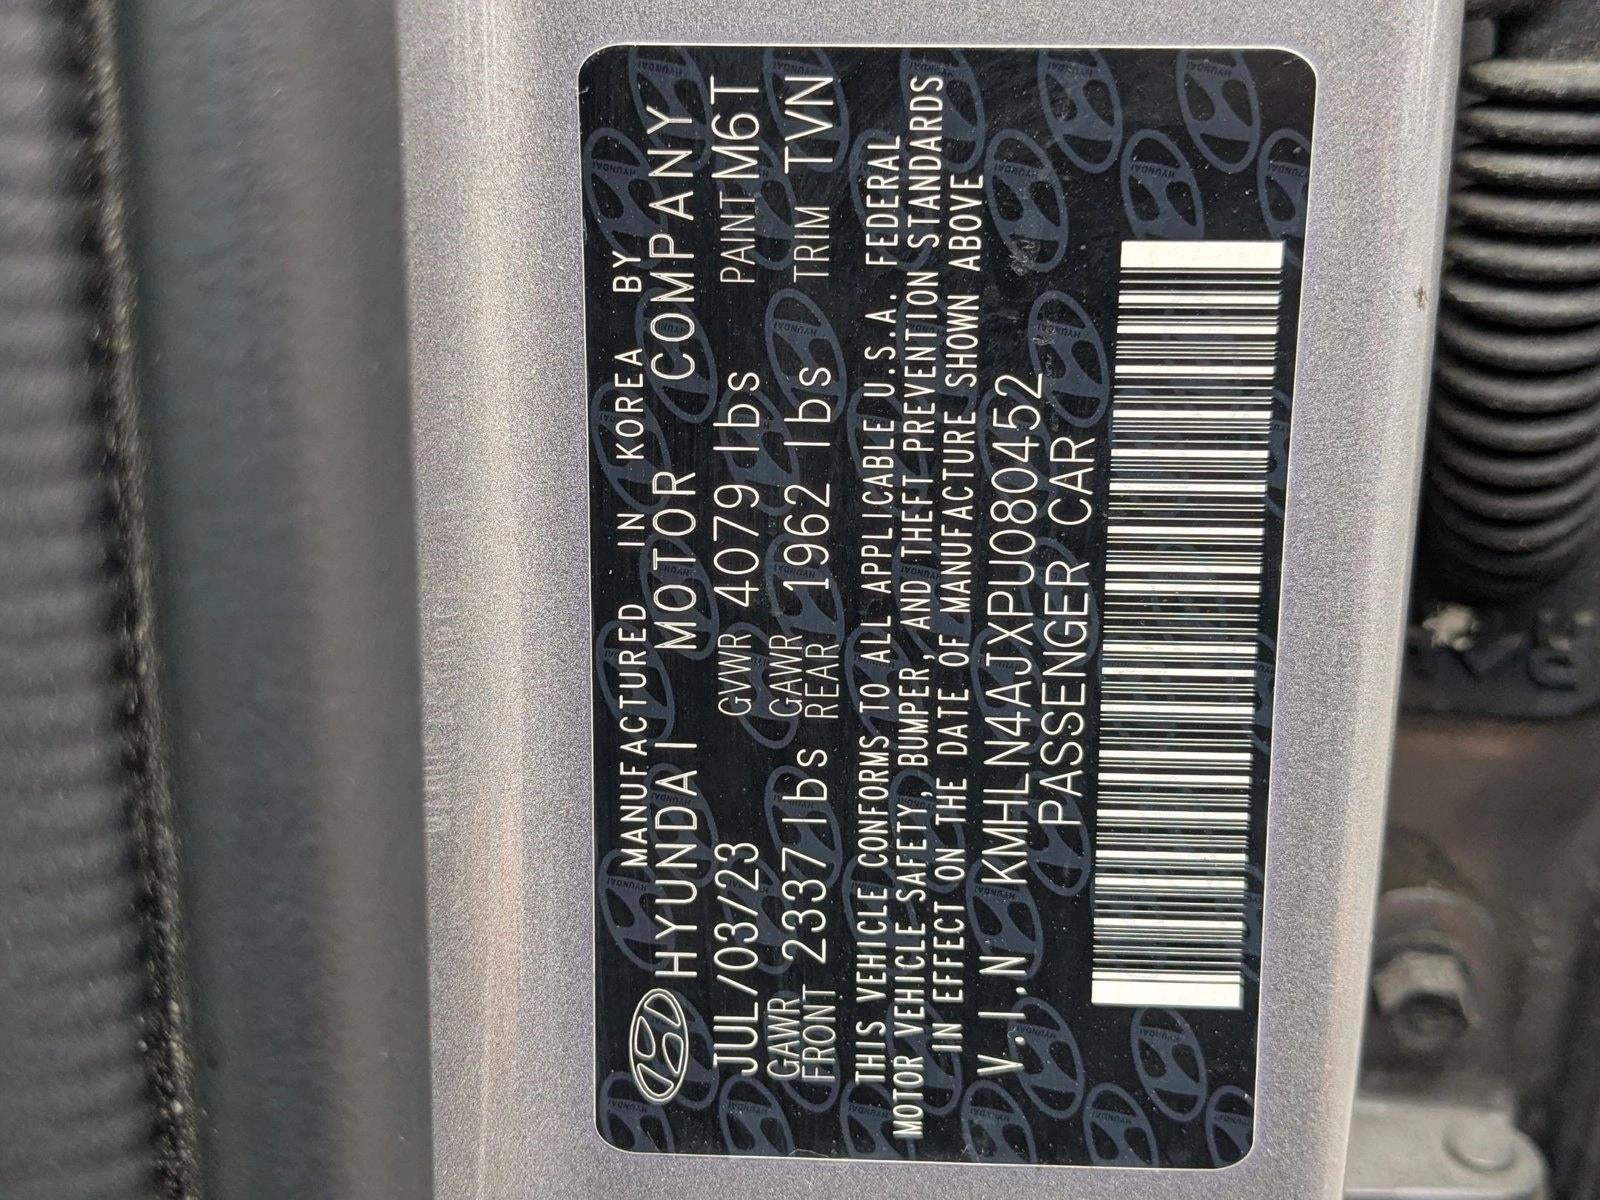 MANUFACTURED IN KOREA BY
HYUNDAI MOTOR COMPANY
JUL/03/23 GVWR 4079 lbs PAINT M6T
GAWR FRONT 2337 lbs GAWR REAR 1962 lbs TRIM TVN
THIS VEHICLE CONFORMS TO ALL APPLICABLE U.S.A. FEDERAL
MOTOR VEHICLE SAFETY, BUMPER, AND THEFT PREVENTION STANDARDS
IN EFFECT ON THE DATE OF MANUFACTURE SHOWN ABOVE
V.I.N KMHLN4AJXPU080452
PASSENGER CAR